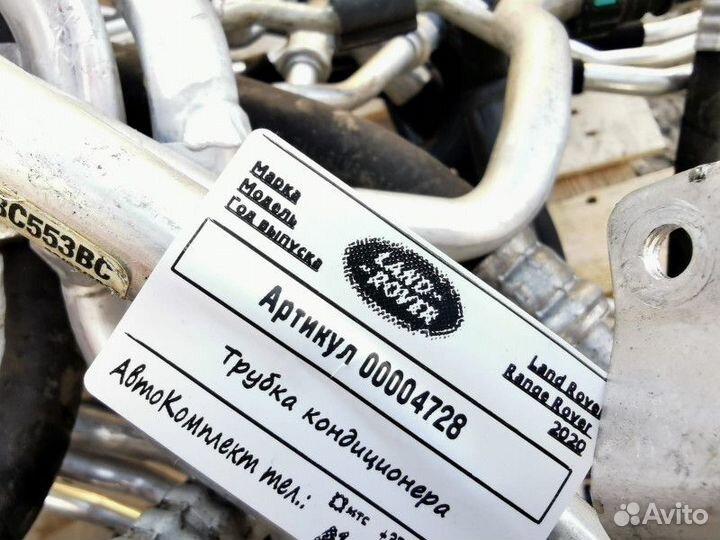 BC553BC
Марка
Модель
Год выпуска
LAND-
ROVER
Land Rover
Range Rover
2020
Артикул 00004728
Трубка кондиционера
АвтоКомплект тел.:
мтс
Avito